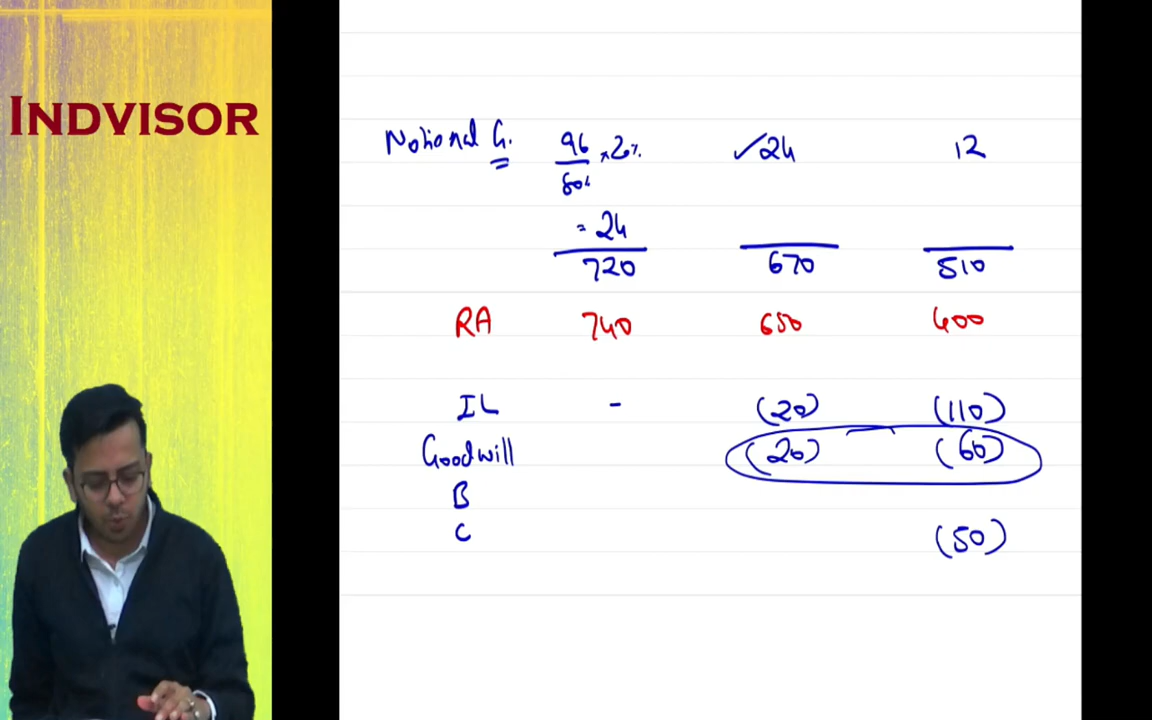 INDVISOR
Notional G. 96/80% × 20% ✓24 12
= 24
720 670 510
RA 740 650 400
IL - (20) (110)
Goodwill (20) (60)
B
C (50)